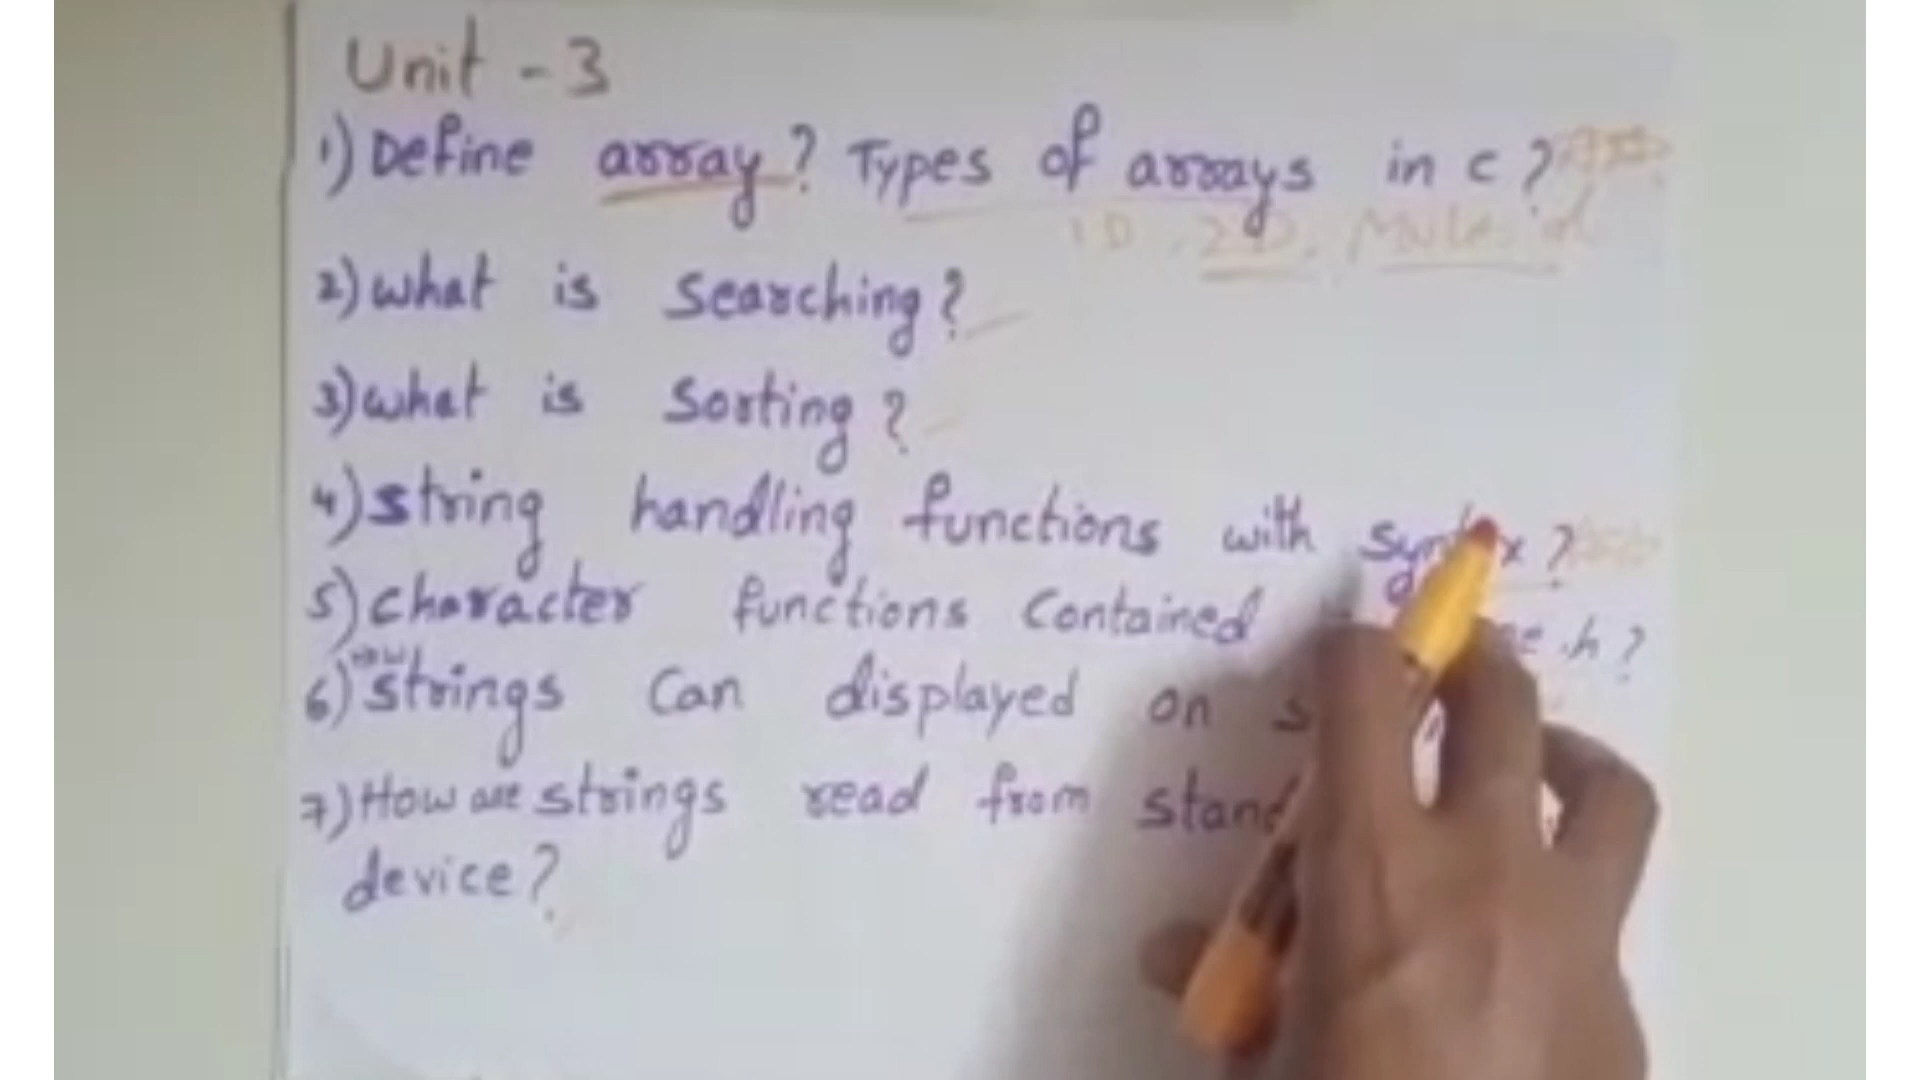 Unit - 3
1) Define array? Types of arrays in c?
1D, 2D,
2) what is searching?
3) what is sorting?
4) string handling functions with syntax?
5) character functions contained .h?
6) How strings can displayed on
7) How are strings read from
device?